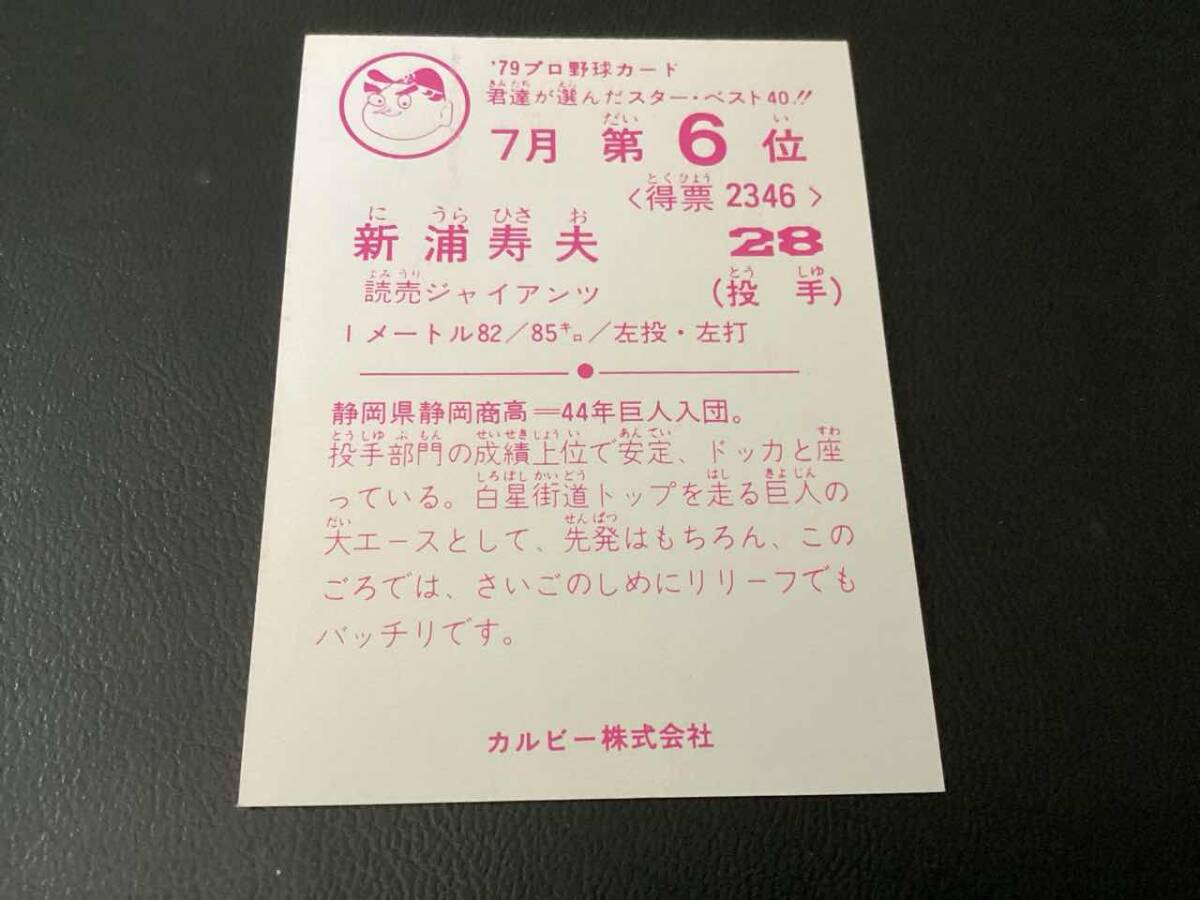 '79プロ野球カード
君達が選んだスター・ベスト40!!
7月 第6位
<得票2346>
新浦寿夫 28
読売ジャイアンツ (投手)
1メートル82/85キロ/左投・左打
静岡県静岡商高=44年巨人入団。
投手部門の成績上位で安定、ドッカと座
っている。白星街道トップを走る巨人の
大エースとして、先発はもちろん、この
ごろでは、さいごのしめにリリーフでも
バッチリです。
カルビー株式会社